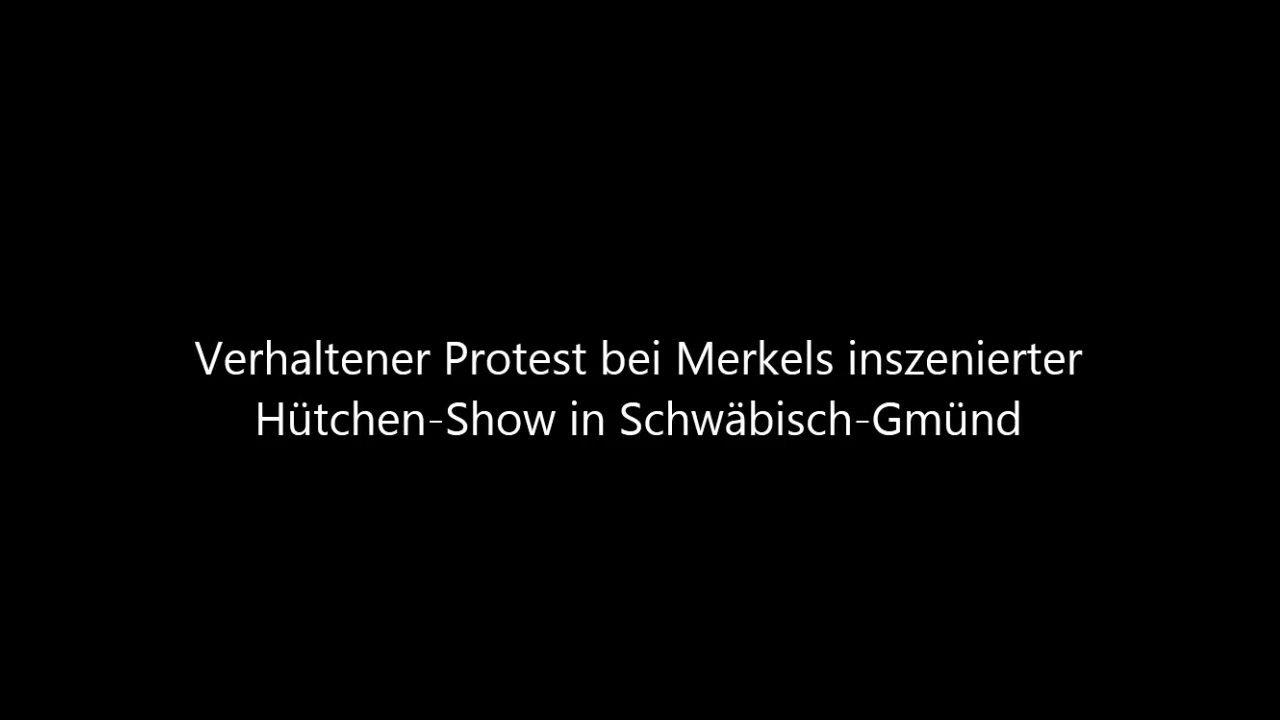 Verhaltener Protest bei Merkels inszenierter
Hütchen-Show in Schwäbisch-Gmünd